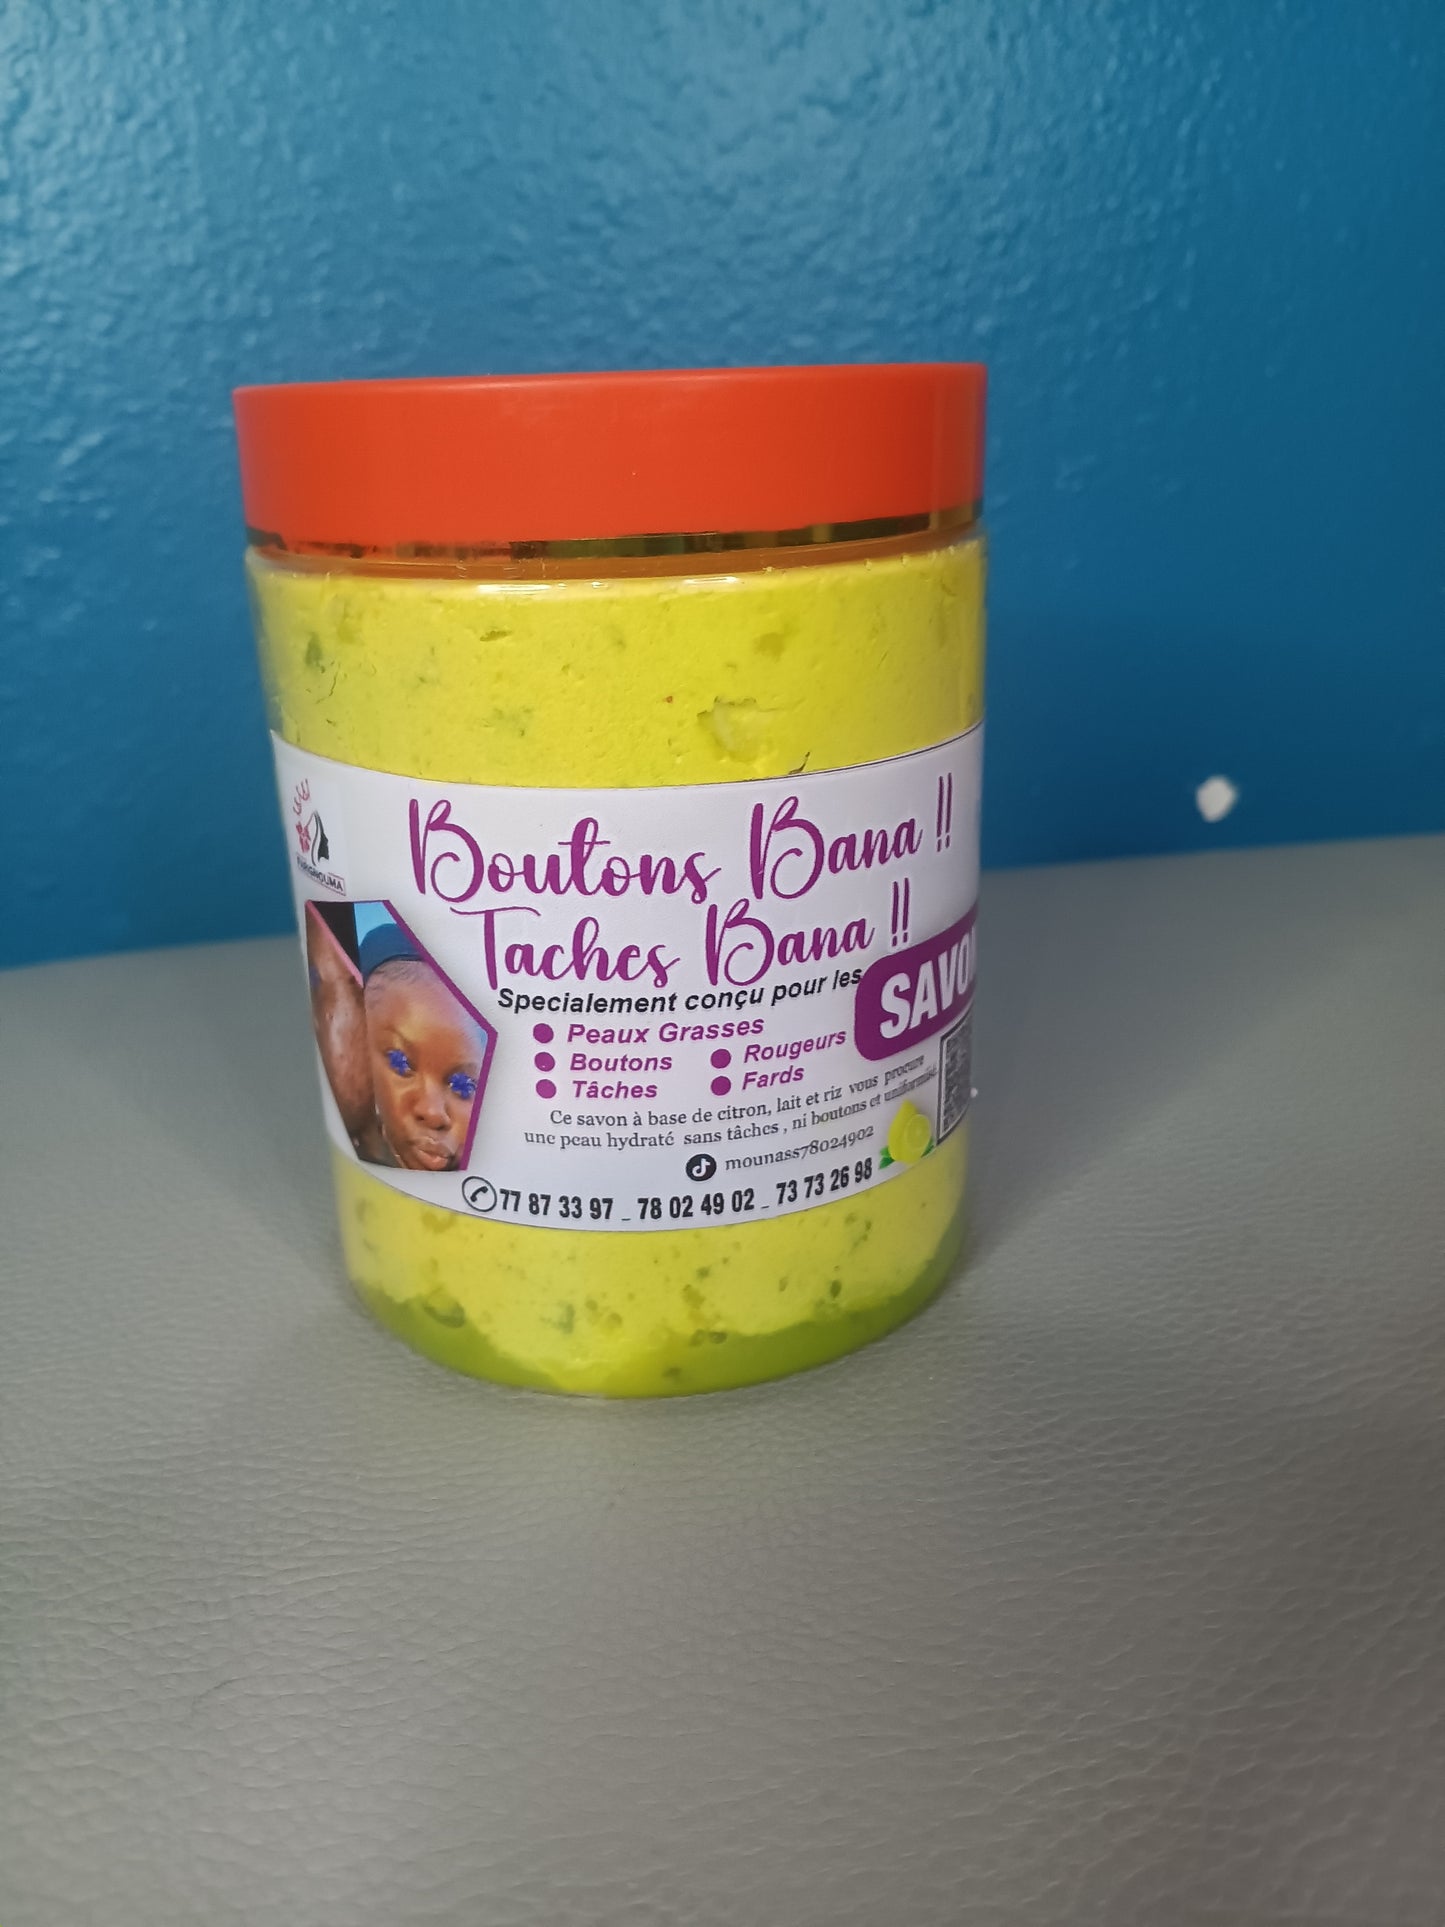 Boutons Bana !!
Taches Bana !!
Specialement conçu pour les
SAVON
Peaux Grasses
Boutons
Rougeurs
Tâches
Fards
Ce savon à base de citron, lait et riz vous procure
une peau hydraté sans tâches , ni boutons et uniformisé.
mounass78024902
77 87 33 97 _ 78 02 49 02 _ 73 73 26 98